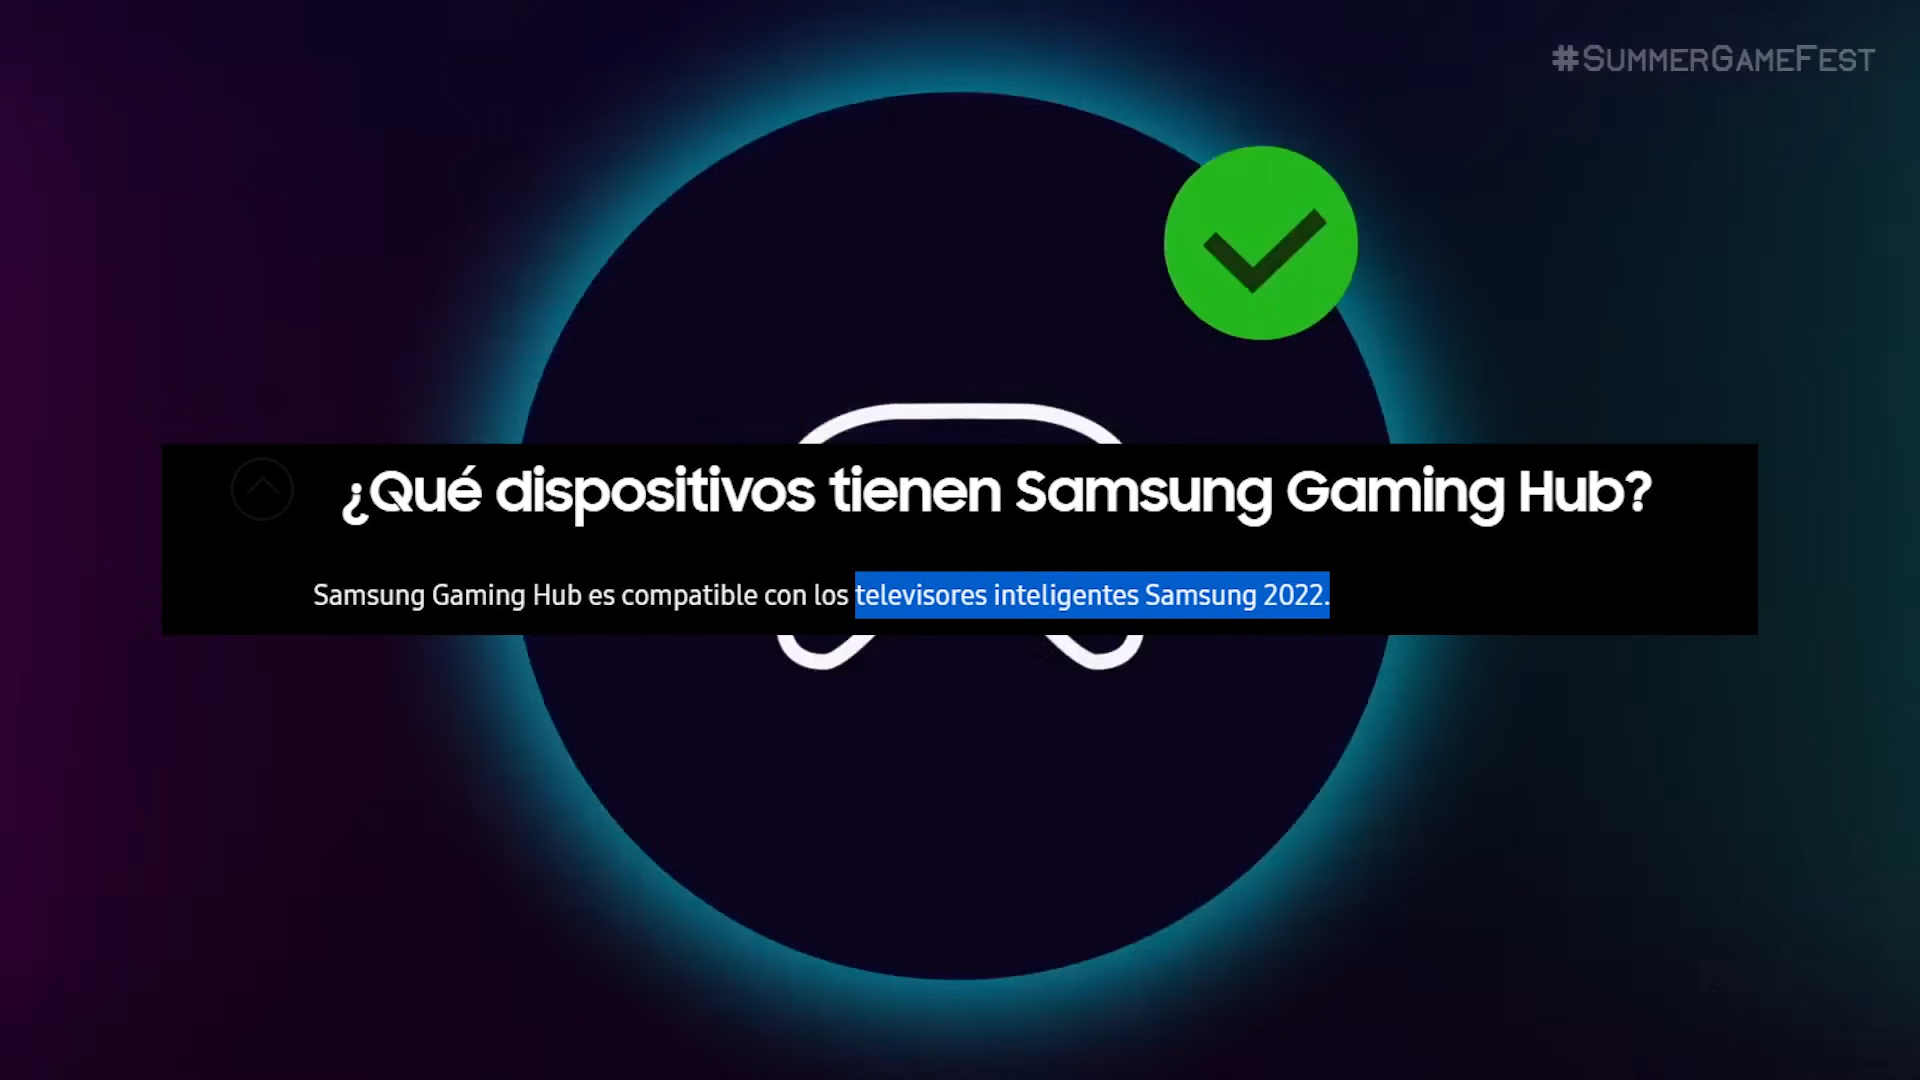 #SUMMERGAMEFEST
¿Qué dispositivos tienen Samsung Gaming Hub?
Samsung Gaming Hub es compatible con los televisores inteligentes Samsung 2022.